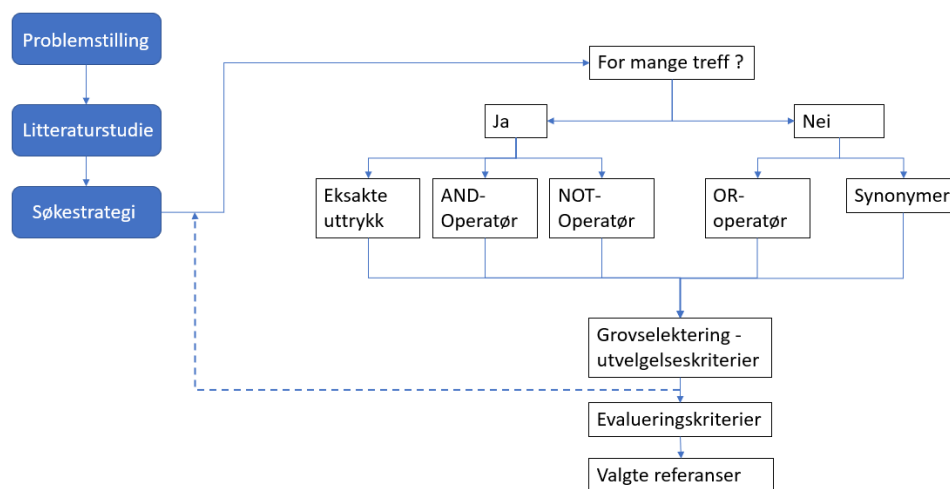 Problemstilling
Litteraturstudie
Søkestrategi
For mange treff ?
Ja
Nei
Eksakte
uttrykk
AND-
Operatør
NOT-
Operatør
OR-
operatør
Synonymer
Grovselektering -
utvelgelseskriterier
Evalueringskriterier
Valgte referanser